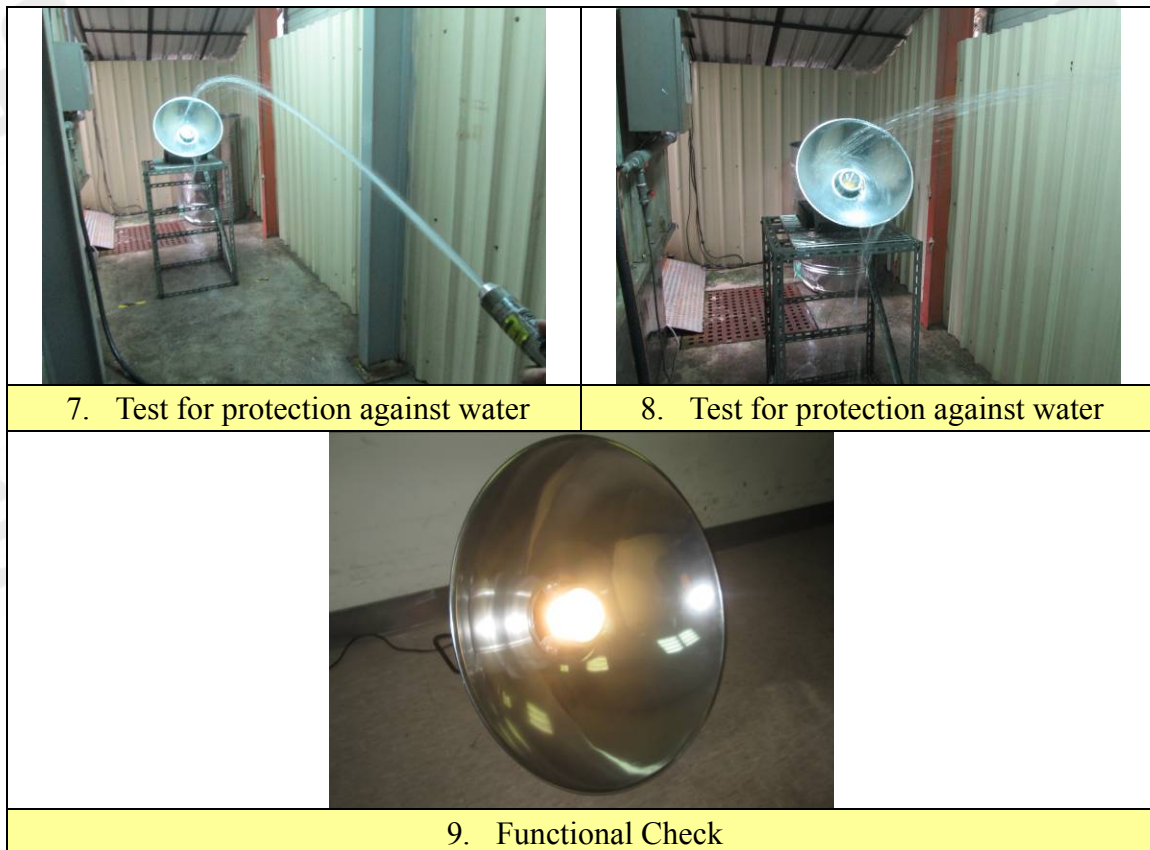 7. Test for protection against water
8. Test for protection against water
9. Functional Check